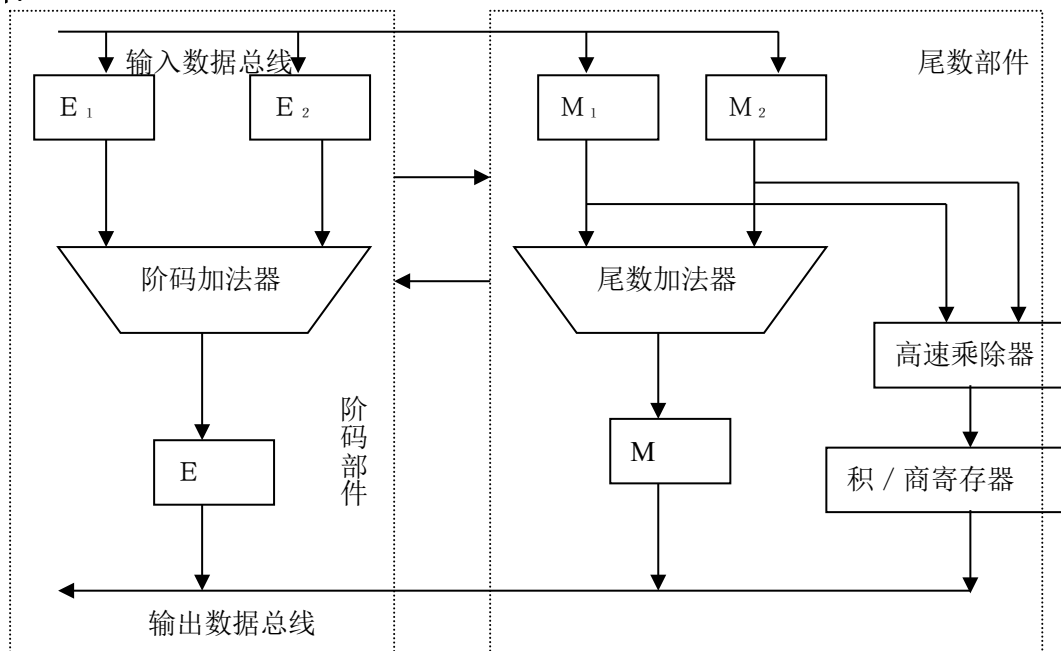 输入数据总线
尾数部件
E₁
E₂
M₁
M₂
阶码加法器
尾数加法器
高速乘除器
阶码部件
E
M
积／商寄存器
输出数据总线